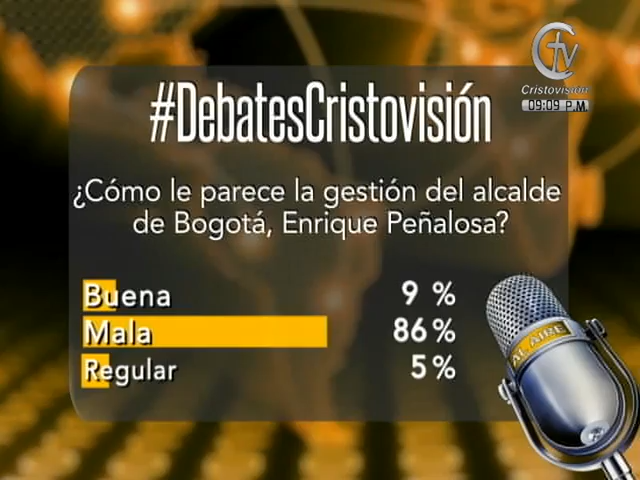 Cristovisión
09:09 P.M.
#DebatesCristovisión
¿Cómo le parece la gestión del alcalde
de Bogotá, Enrique Peñalosa?
Buena 9 %
Mala 86 %
Regular 5 %
AL AIRE